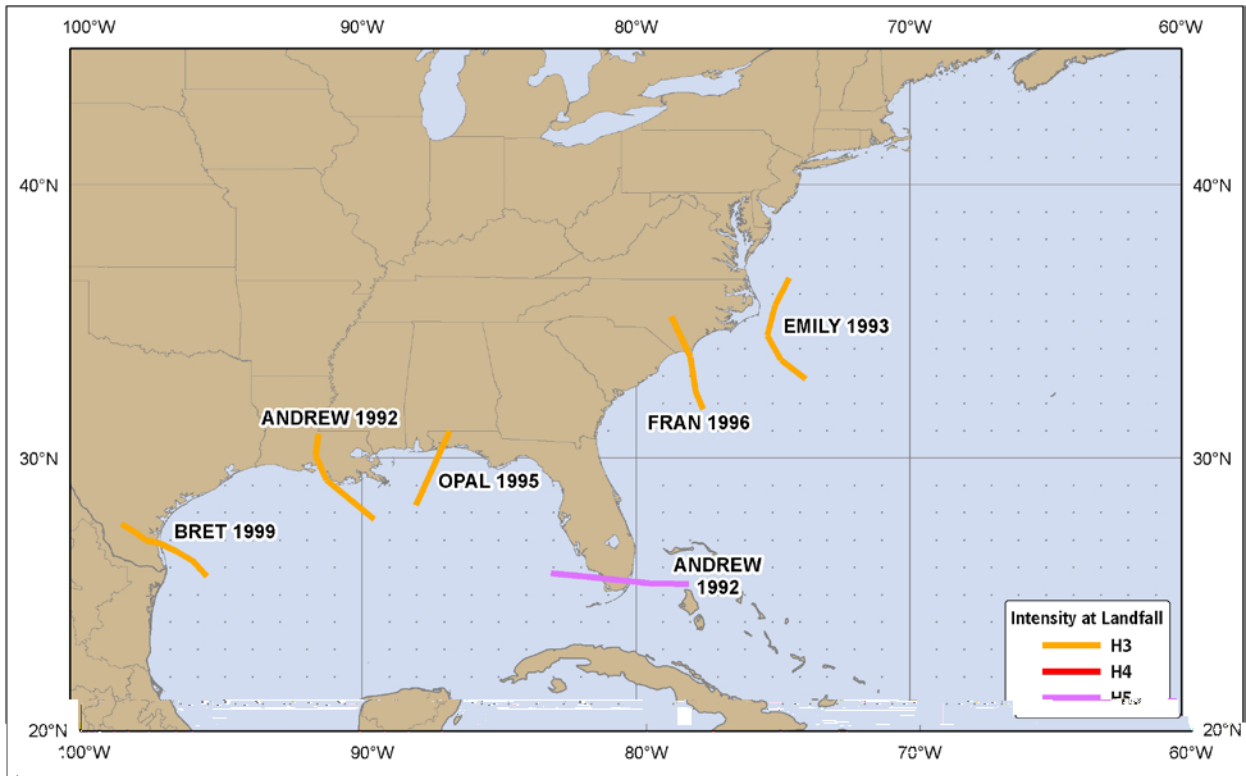 100°W 90°W 80°W 70°W 60°W
40°N 40°N
EMILY 1993
ANDREW 1992
FRAN 1996
30°N 30°N
OPAL 1995
BRET 1999
ANDREW
1992
Intensity at Landfall
H3
H4
H5
20°N 20°N
100°W 90°W 80°W 70°W 60°W